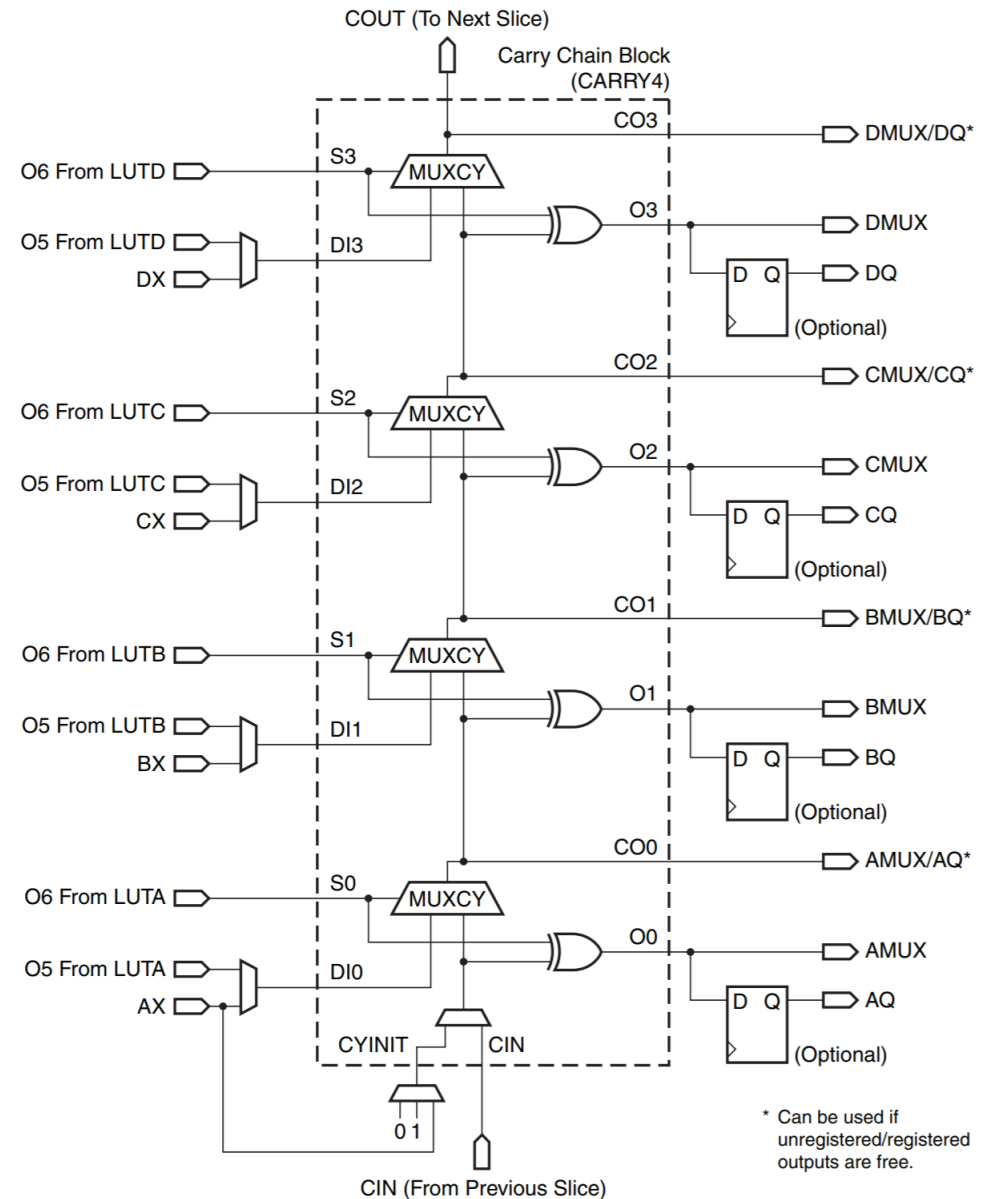 COUT (To Next Slice)
Carry Chain Block
(CARRY4)
CO3
DMUX/DQ*
O6 From LUTD
S3
MUXCY
O3
DMUX
O5 From LUTD
DI3
DX
D Q
DQ
(Optional)
CO2
CMUX/CQ*
O6 From LUTC
S2
MUXCY
O2
CMUX
O5 From LUTC
DI2
CX
D Q
CQ
(Optional)
CO1
BMUX/BQ*
O6 From LUTB
S1
MUXCY
O1
BMUX
O5 From LUTB
DI1
BX
D Q
BQ
(Optional)
CO0
AMUX/AQ*
O6 From LUTA
S0
MUXCY
O0
AMUX
O5 From LUTA
DI0
AX
D Q
AQ
CYINIT
CIN
(Optional)
0 1
* Can be used if
unregistered/registered
outputs are free.
CIN (From Previous Slice)